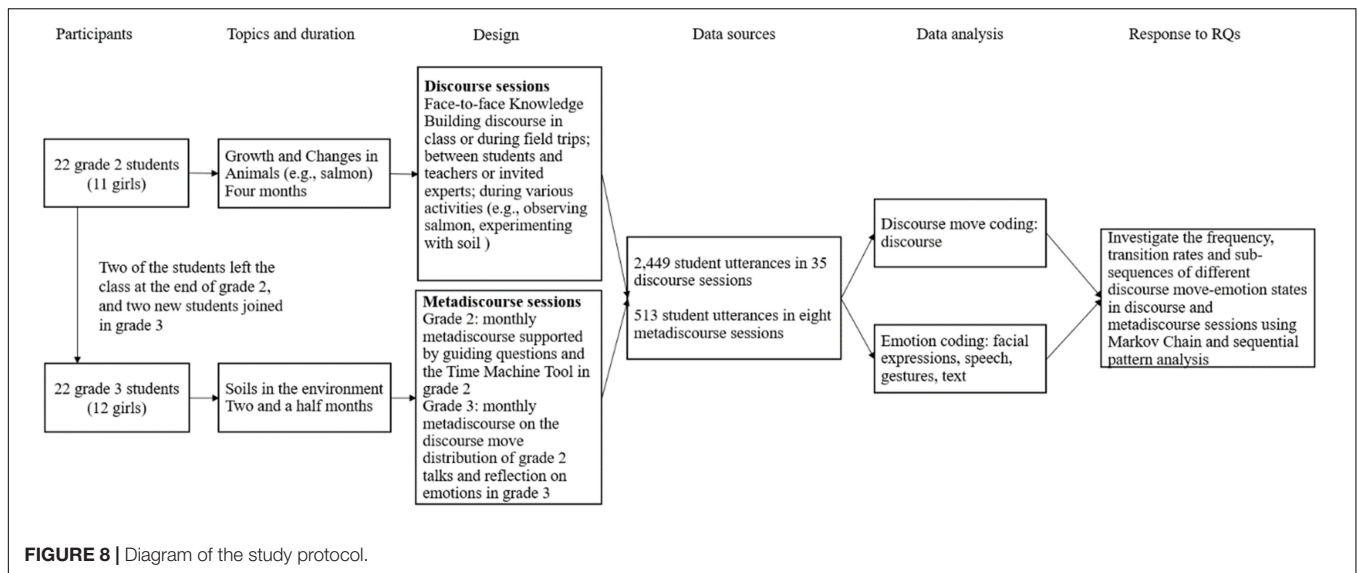 Participants
Topics and duration
Design
Data sources
Data analysis
Response to RQs
22 grade 2 students
(11 girls)
Growth and Changes in
Animals (e.g., salmon)
Four months
Discourse sessions
Face-to-face Knowledge
Building discourse in
class or during field trips;
between students and
teachers or invited
experts; during various
activities (e.g., observing
salmon, experimenting
with soil )
Two of the students left the
class at the end of grade 2,
and two new students joined
in grade 3
22 grade 3 students
(12 girls)
Soils in the environment
Two and a half months
Metadiscourse sessions
Grade 2: monthly
metadiscourse supported
by guiding questions and
the Time Machine Tool in
grade 2
Grade 3: monthly
metadiscourse on the
discourse move
distribution of grade 2
talks and reflection on
emotions in grade 3
2,449 student utterances in 35
discourse sessions
513 student utterances in eight
metadiscourse sessions
Discourse move coding:
discourse
Emotion coding: facial
expressions, speech,
gestures, text
Investigate the frequency,
transition rates and sub-
sequences of different
discourse move-emotion
states in discourse and
metadiscourse sessions using
Markov Chain and sequential
pattern analysis
FIGURE 8 | Diagram of the study protocol.